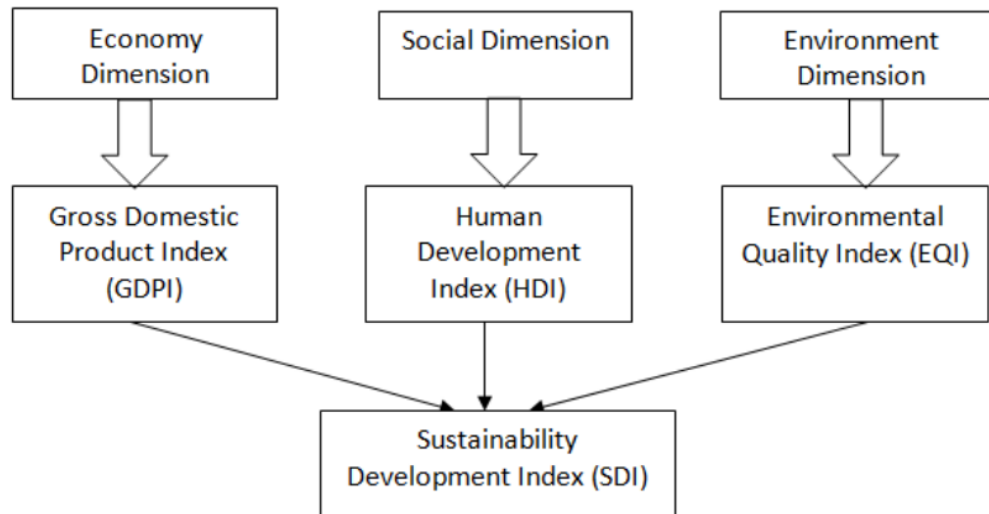 Economy
Dimension
Social Dimension
Environment
Dimension
Gross Domestic
Product Index
(GDPI)
Human
Development
Index (HDI)
Environmental
Quality Index (EQI)
Sustainability
Development Index (SDI)